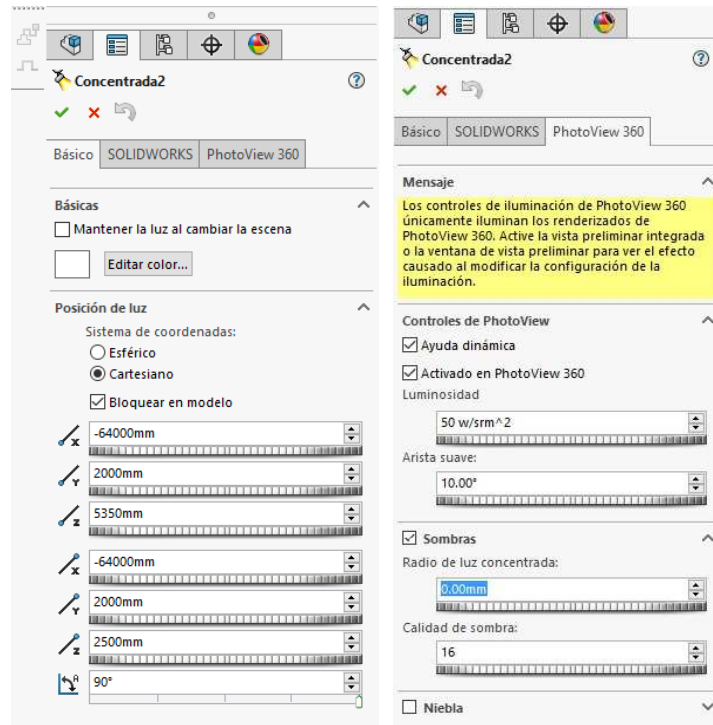 Concentrada2
Básico
SOLIDWORKS
PhotoView 360
Básicas
Mantener la luz al cambiar la escena
Editar color...
Posición de luz
Sistema de coordenadas:
Esférico
Cartesiano
Bloquear en modelo
x
-64000mm
Y
2000mm
z
5350mm
x
-64000mm
Y
2000mm
z
2500mm
A
90°
Concentrada2
Básico
SOLIDWORKS
PhotoView 360
Mensaje
Los controles de iluminación de PhotoView 360
únicamente iluminan los renderizados de
PhotoView 360. Active la vista preliminar integrada
o la ventana de vista preliminar para ver el efecto
causado al modificar la configuración de la
iluminación.
Controles de PhotoView
Ayuda dinámica
Activado en PhotoView 360
Luminosidad
50 w/srm^2
Arista suave:
10.00°
Sombras
Radio de luz concentrada:
0.00mm
Calidad de sombra:
16
Niebla